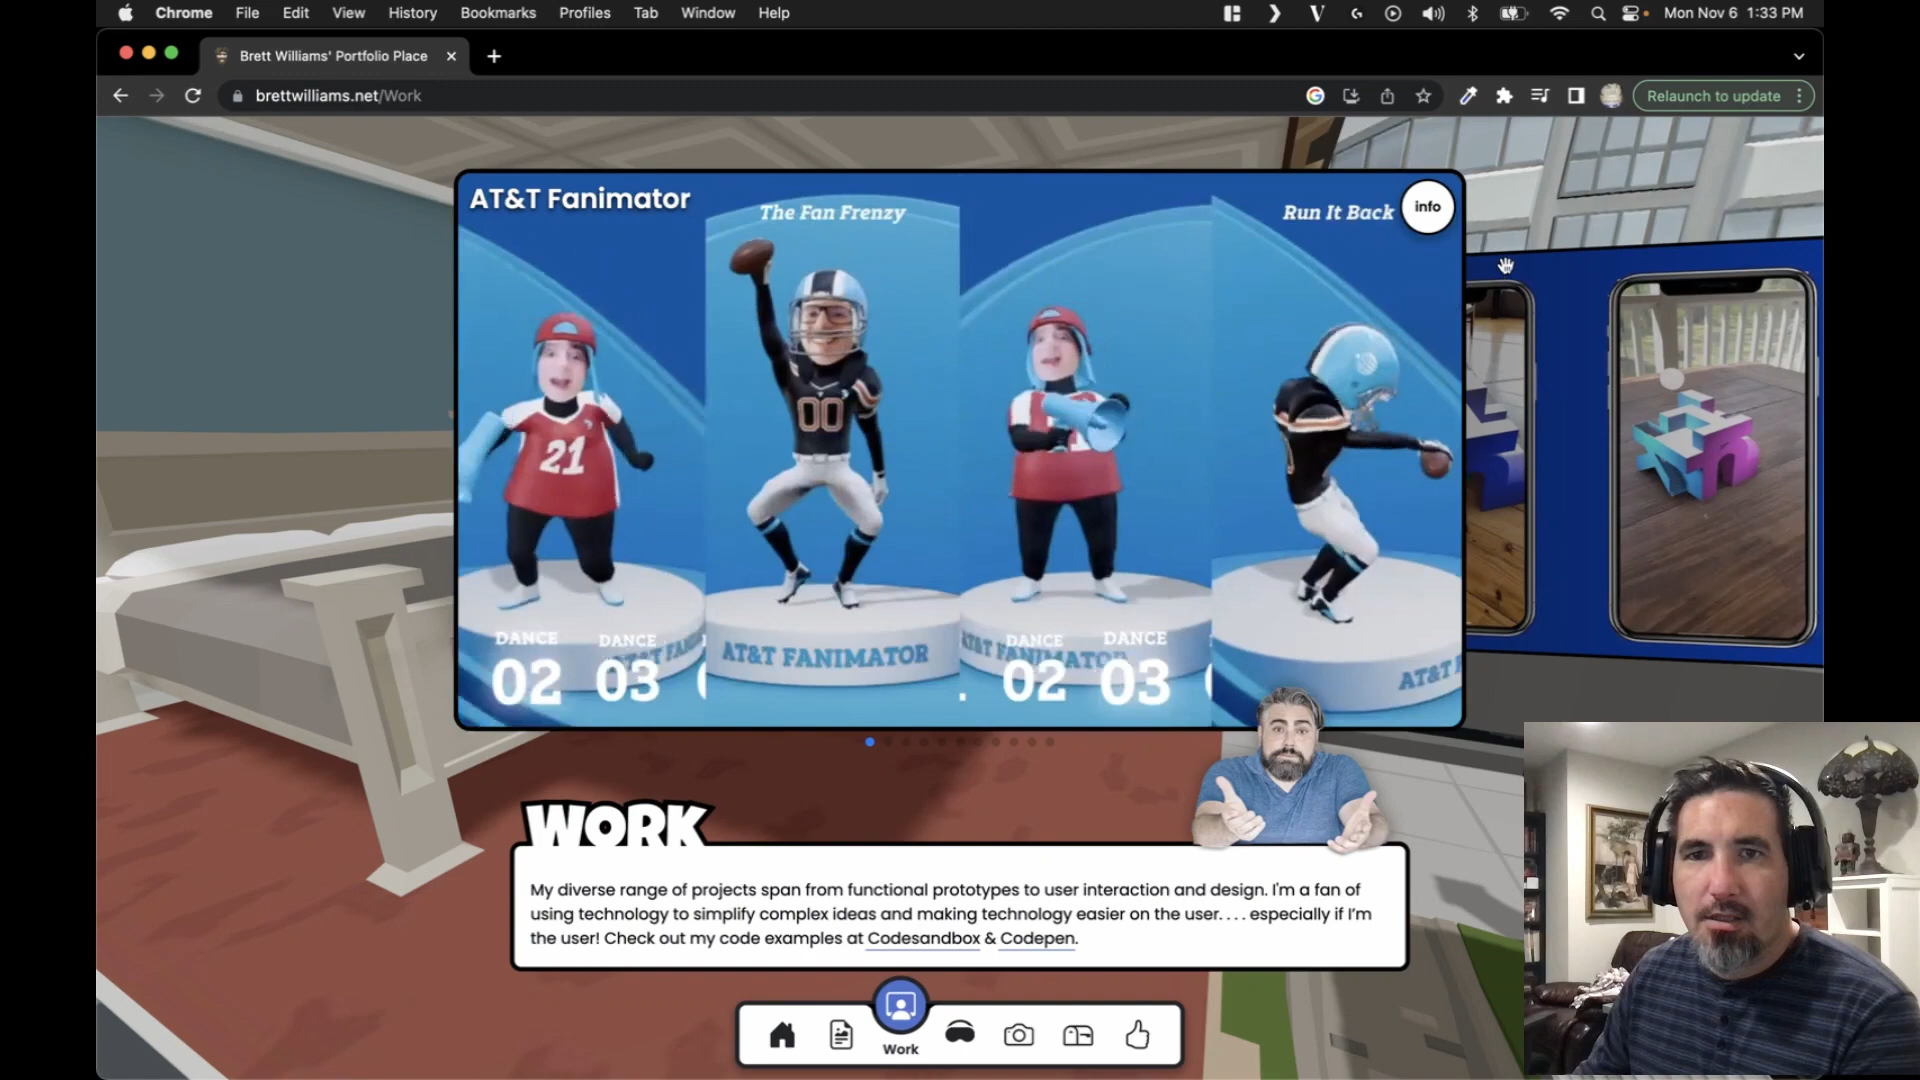 Chrome File Edit View History Bookmarks Profiles Tab Window Help
Mon Nov 6 1:33 PM
Brett Williams' Portfolio Place
brettwilliams.net/Work
Relaunch to update
AT&T Fanimator
The Fan Frenzy
Run It Back
info
21
00
DANCE
02
DANCE
03
AT&T FANIMATOR
DANCE
02
DANCE
03
AT&T F
WORK
My diverse range of projects span from functional prototypes to user interaction and design. I'm a fan of
using technology to simplify complex ideas and making technology easier on the user. . . . especially if I'm
the user! Check out my code examples at Codesandbox & Codepen.
Work